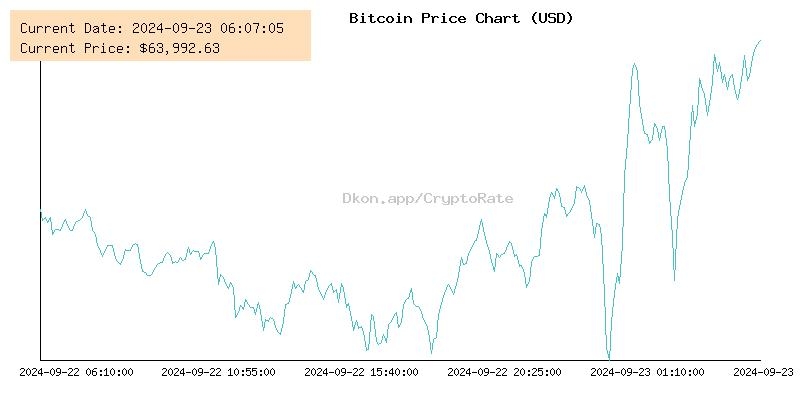 Bitcoin Price Chart (USD)
Current Date: 2024-09-23 06:07:05
Current Price: $63,992.63
Dkon.app/CryptoRate
2024-09-22 06:10:00 2024-09-22 10:55:00 2024-09-22 15:40:00 2024-09-22 20:25:00 2024-09-23 01:10:00 2024-09-23